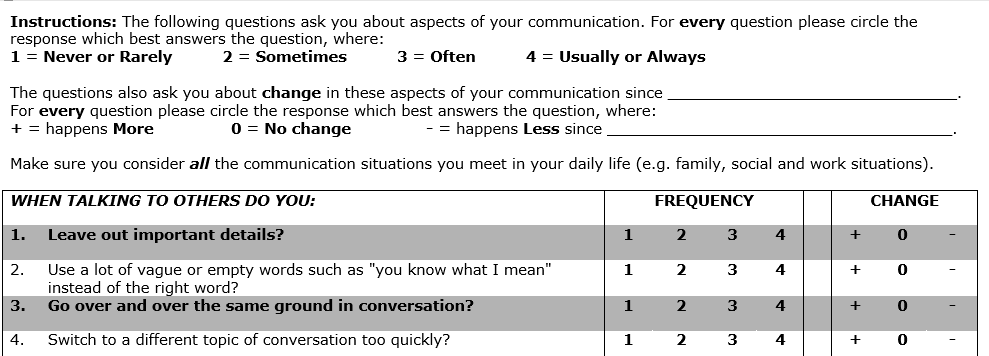 Instructions: The following questions ask you about aspects of your communication. For every question please circle the
response which best answers the question, where:
1 = Never or Rarely 2 = Sometimes 3 = Often 4 = Usually or Always
The questions also ask you about change in these aspects of your communication since ______________________________.
For every question please circle the response which best answers the question, where:
+ = happens More 0 = No change - = happens Less since ____________________________________.
Make sure you consider all the communication situations you meet in your daily life (e.g. family, social and work situations).
WHEN TALKING TO OTHERS DO YOU: FREQUENCY CHANGE
1. Leave out important details? 1 2 3 4 + 0 -
2. Use a lot of vague or empty words such as "you know what I mean" 1 2 3 4 + 0 -
instead of the right word?
3. Go over and over the same ground in conversation? 1 2 3 4 + 0 -
4. Switch to a different topic of conversation too quickly? 1 2 3 4 + 0 -